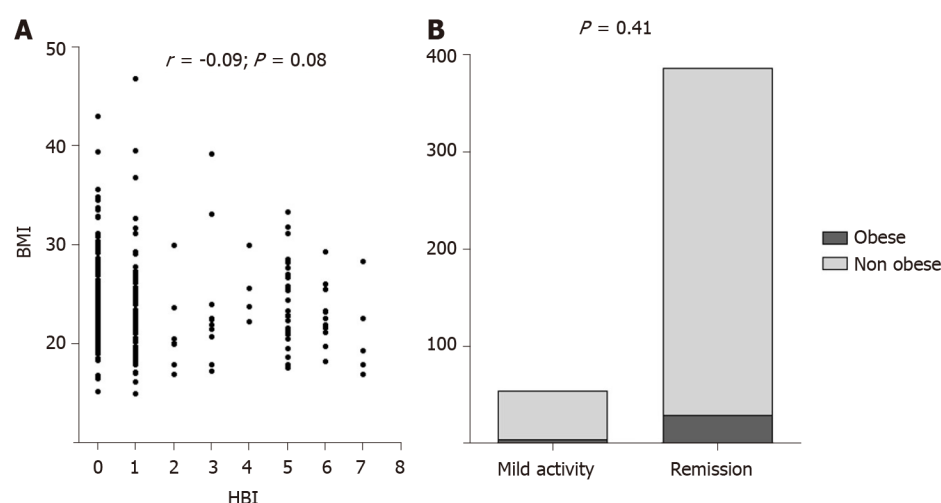 A
r = -0.09; P = 0.08
50
40
30
20
BMI
0 1 2 3 4 5 6 7 8
HBI
B
P = 0.41
400
300
200
100
Mild activity Remission
Obese
Non obese